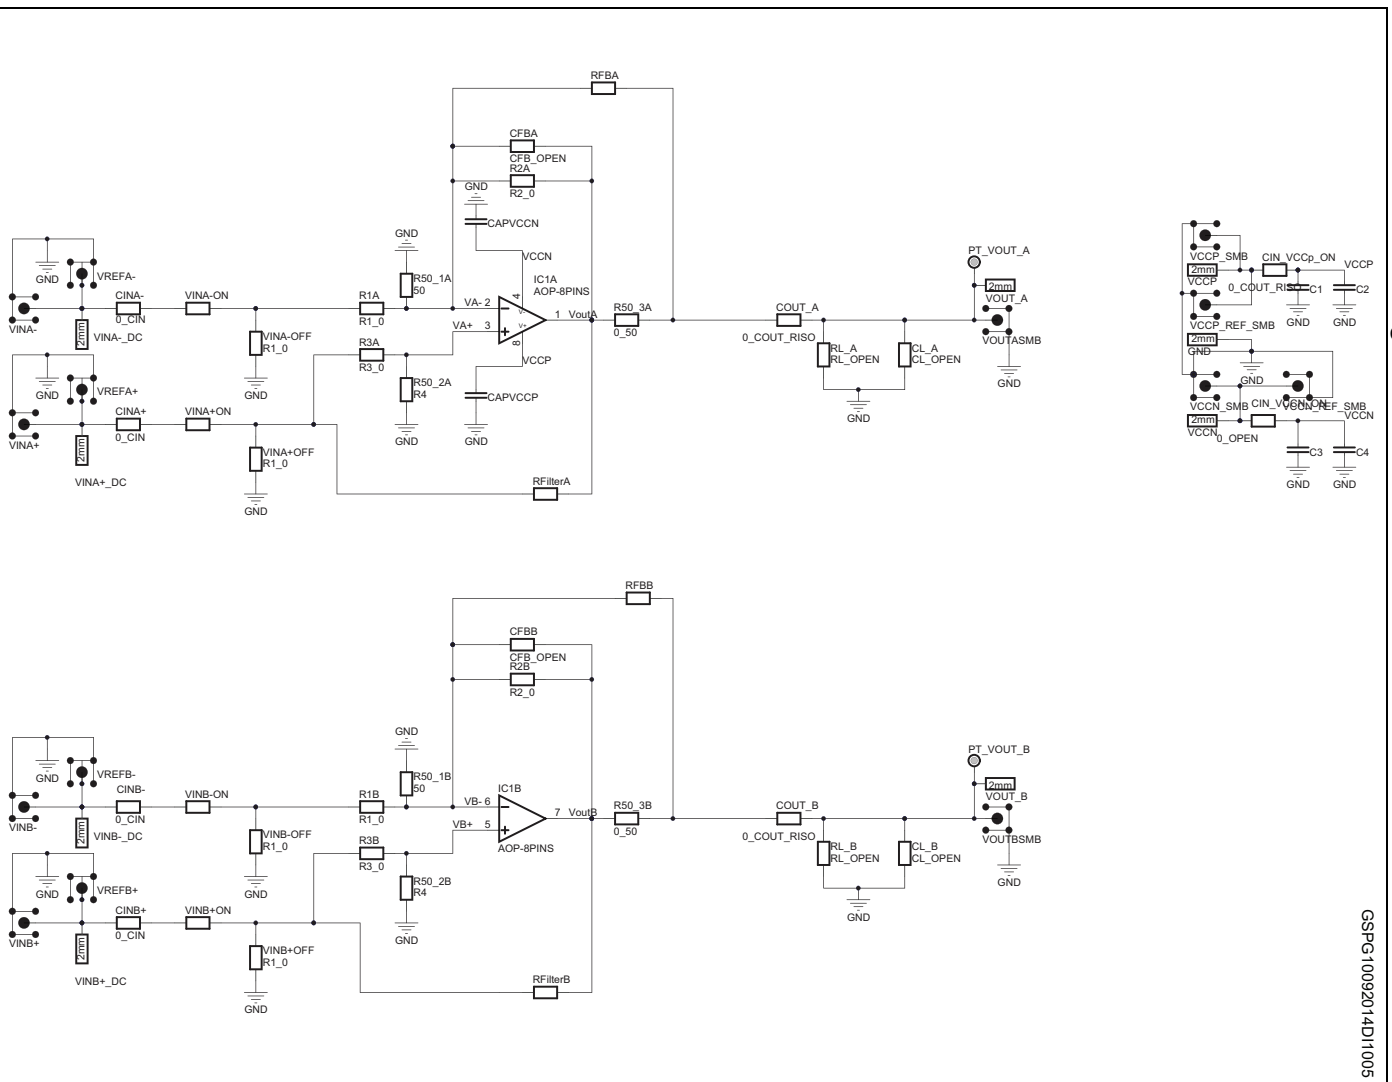 RFBA
CFBA
CFB_OPEN
R2A
R2_0
GND
CAPVCCN
VCCN
GND
R50_1A
50
IC1A
AOP-8PINS
GND
VREFA-
VINA-
VINA-_DC
2mm
CINA-
0_CIN
VINA-ON
VINA-OFF
R1_0
GND
R1A
R1_0
VA- 2
VA+ 3
4
V-
V+
8
1 VoutA
R3A
R3_0
R50_2A
R4
GND
VCCP
CAPVCCP
GND
R50_3A
0_50
COUT_A
0_COUT_RISO
RL_A
RL_OPEN
CL_A
CL_OPEN
GND
PT_VOUT_A
2mm
VOUT_A
VOUTASMB
GND
GND
VREFA+
VINA+
2mm
VINA+_DC
CINA+
0_CIN
VINA+ON
VINA+OFF
R1_0
GND
RFilterA
VCCP_SMB
2mm
VCCP
CIN_VCCp_ON
0_COUT_RISO
VCCP
C1
C2
GND
GND
VCCP_REF_SMB
2mm
GND
GND
VCCN_SMB
CIN_VCCN_ON
VCCN_REF_SMB
2mm
VCCN
0_OPEN
VCCN
C3
C4
GND
GND
RFBB
CFBB
CFB_OPEN
R2B
R2_0
GND
R50_1B
50
IC1B
AOP-8PINS
GND
VREFB-
VINB-
2mm
VINB-_DC
CINB-
0_CIN
VINB-ON
VINB-OFF
R1_0
GND
R1B
R1_0
VB- 6
VB+ 5
7 VoutB
R3B
R3_0
R50_2B
R4
GND
R50_3B
0_50
COUT_B
0_COUT_RISO
RL_B
RL_OPEN
CL_B
CL_OPEN
GND
PT_VOUT_B
2mm
VOUT_B
VOUTBSMB
GND
GND
VREFB+
VINB+
2mm
VINB+_DC
CINB+
0_CIN
VINB+ON
VINB+OFF
R1_0
GND
RFilterB
GSPG10092014DI1005